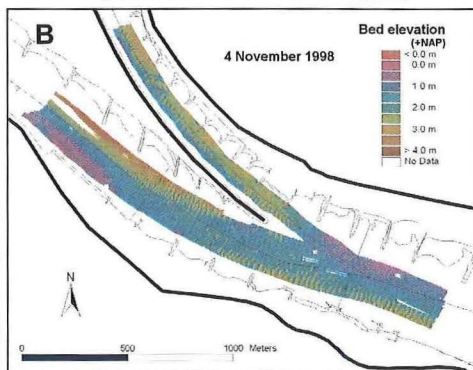 B
4 November 1998
Bed elevation
(+NAP)
< 0.0 m
0.0 m
1.0 m
2.0 m
3.0 m
> 4.0 m
No Data
N
0 500 1000 Meters